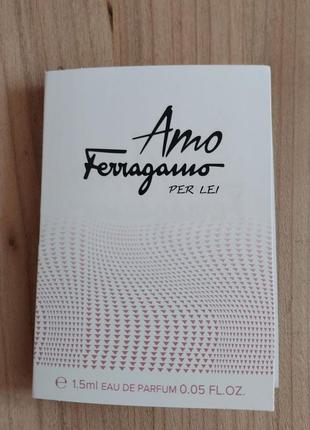 Amo
Ferragamo
PER LEI
℮ 1.5ml EAU DE PARFUM 0.05 FL.OZ.